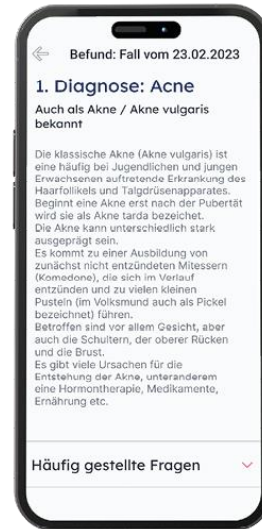 Befund: Fall vom 23.02.2023
1. Diagnose: Acne
Auch als Akne / Akne vulgaris
bekannt
Die klassische Akne (Akne vulgaris) ist
eine häufig bei Jugendlichen und jungen
Erwachsenen auftretende Erkrankung des
Haarfollikels und Talgdrüsenapparates.
Beginnt eine Akne erst nach der Pubertät
wird sie als Akne tarda bezeichet.
Die Akne kann unterschiedlich stark
ausgeprägt sein.
Es kommt zu einer Ausbildung von
zunächst nicht entzündeten Mitessern
(Komedone), die sich im Verlauf
entzünden und zu vielen kleinen
Pusteln (im Volksmund auch als Pickel
bezeichnet) führen.
Betroffen sind vor allem Gesicht, aber
auch die Schultern, der oberer Rücken
und die Brust.
Es gibt viele Ursachen für die
Entstehung der Akne, unteranderem
eine Hormontherapie, Medikamente,
Ernährung etc.
Häufig gestellte Fragen